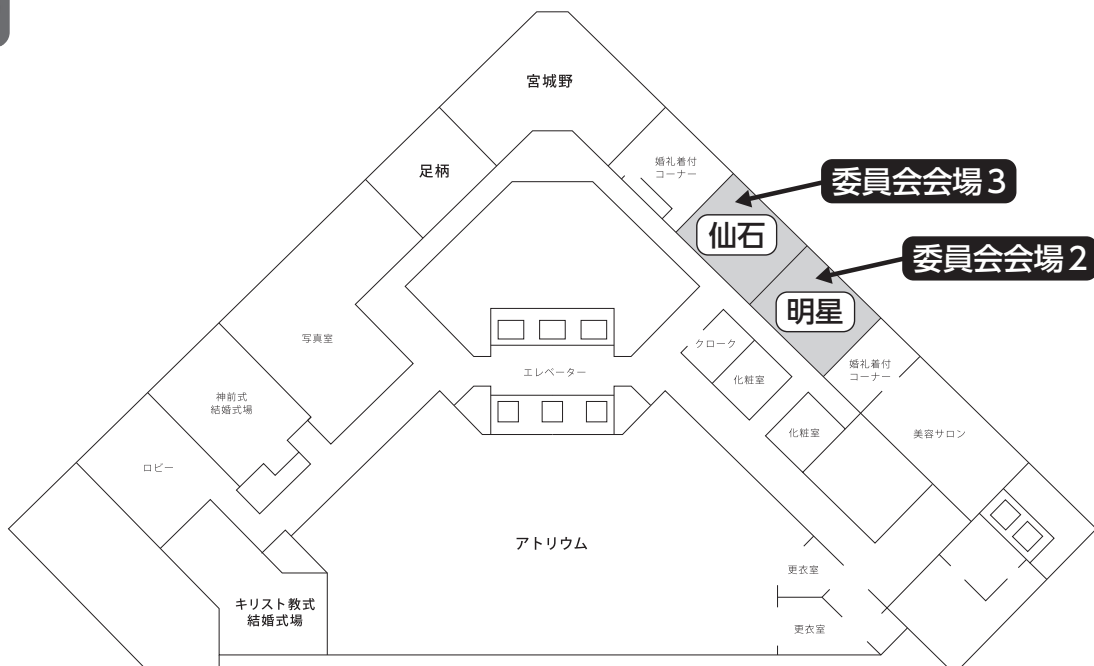 宮城野
足柄
婚礼着付
コーナー
委員会会場3
仙石
委員会会場2
明星
写真室
クローク
エレベーター
化粧室
婚礼着付
コーナー
神前式
結婚式場
化粧室
美容サロン
ロビー
アトリウム
更衣室
キリスト教式
結婚式場
更衣室